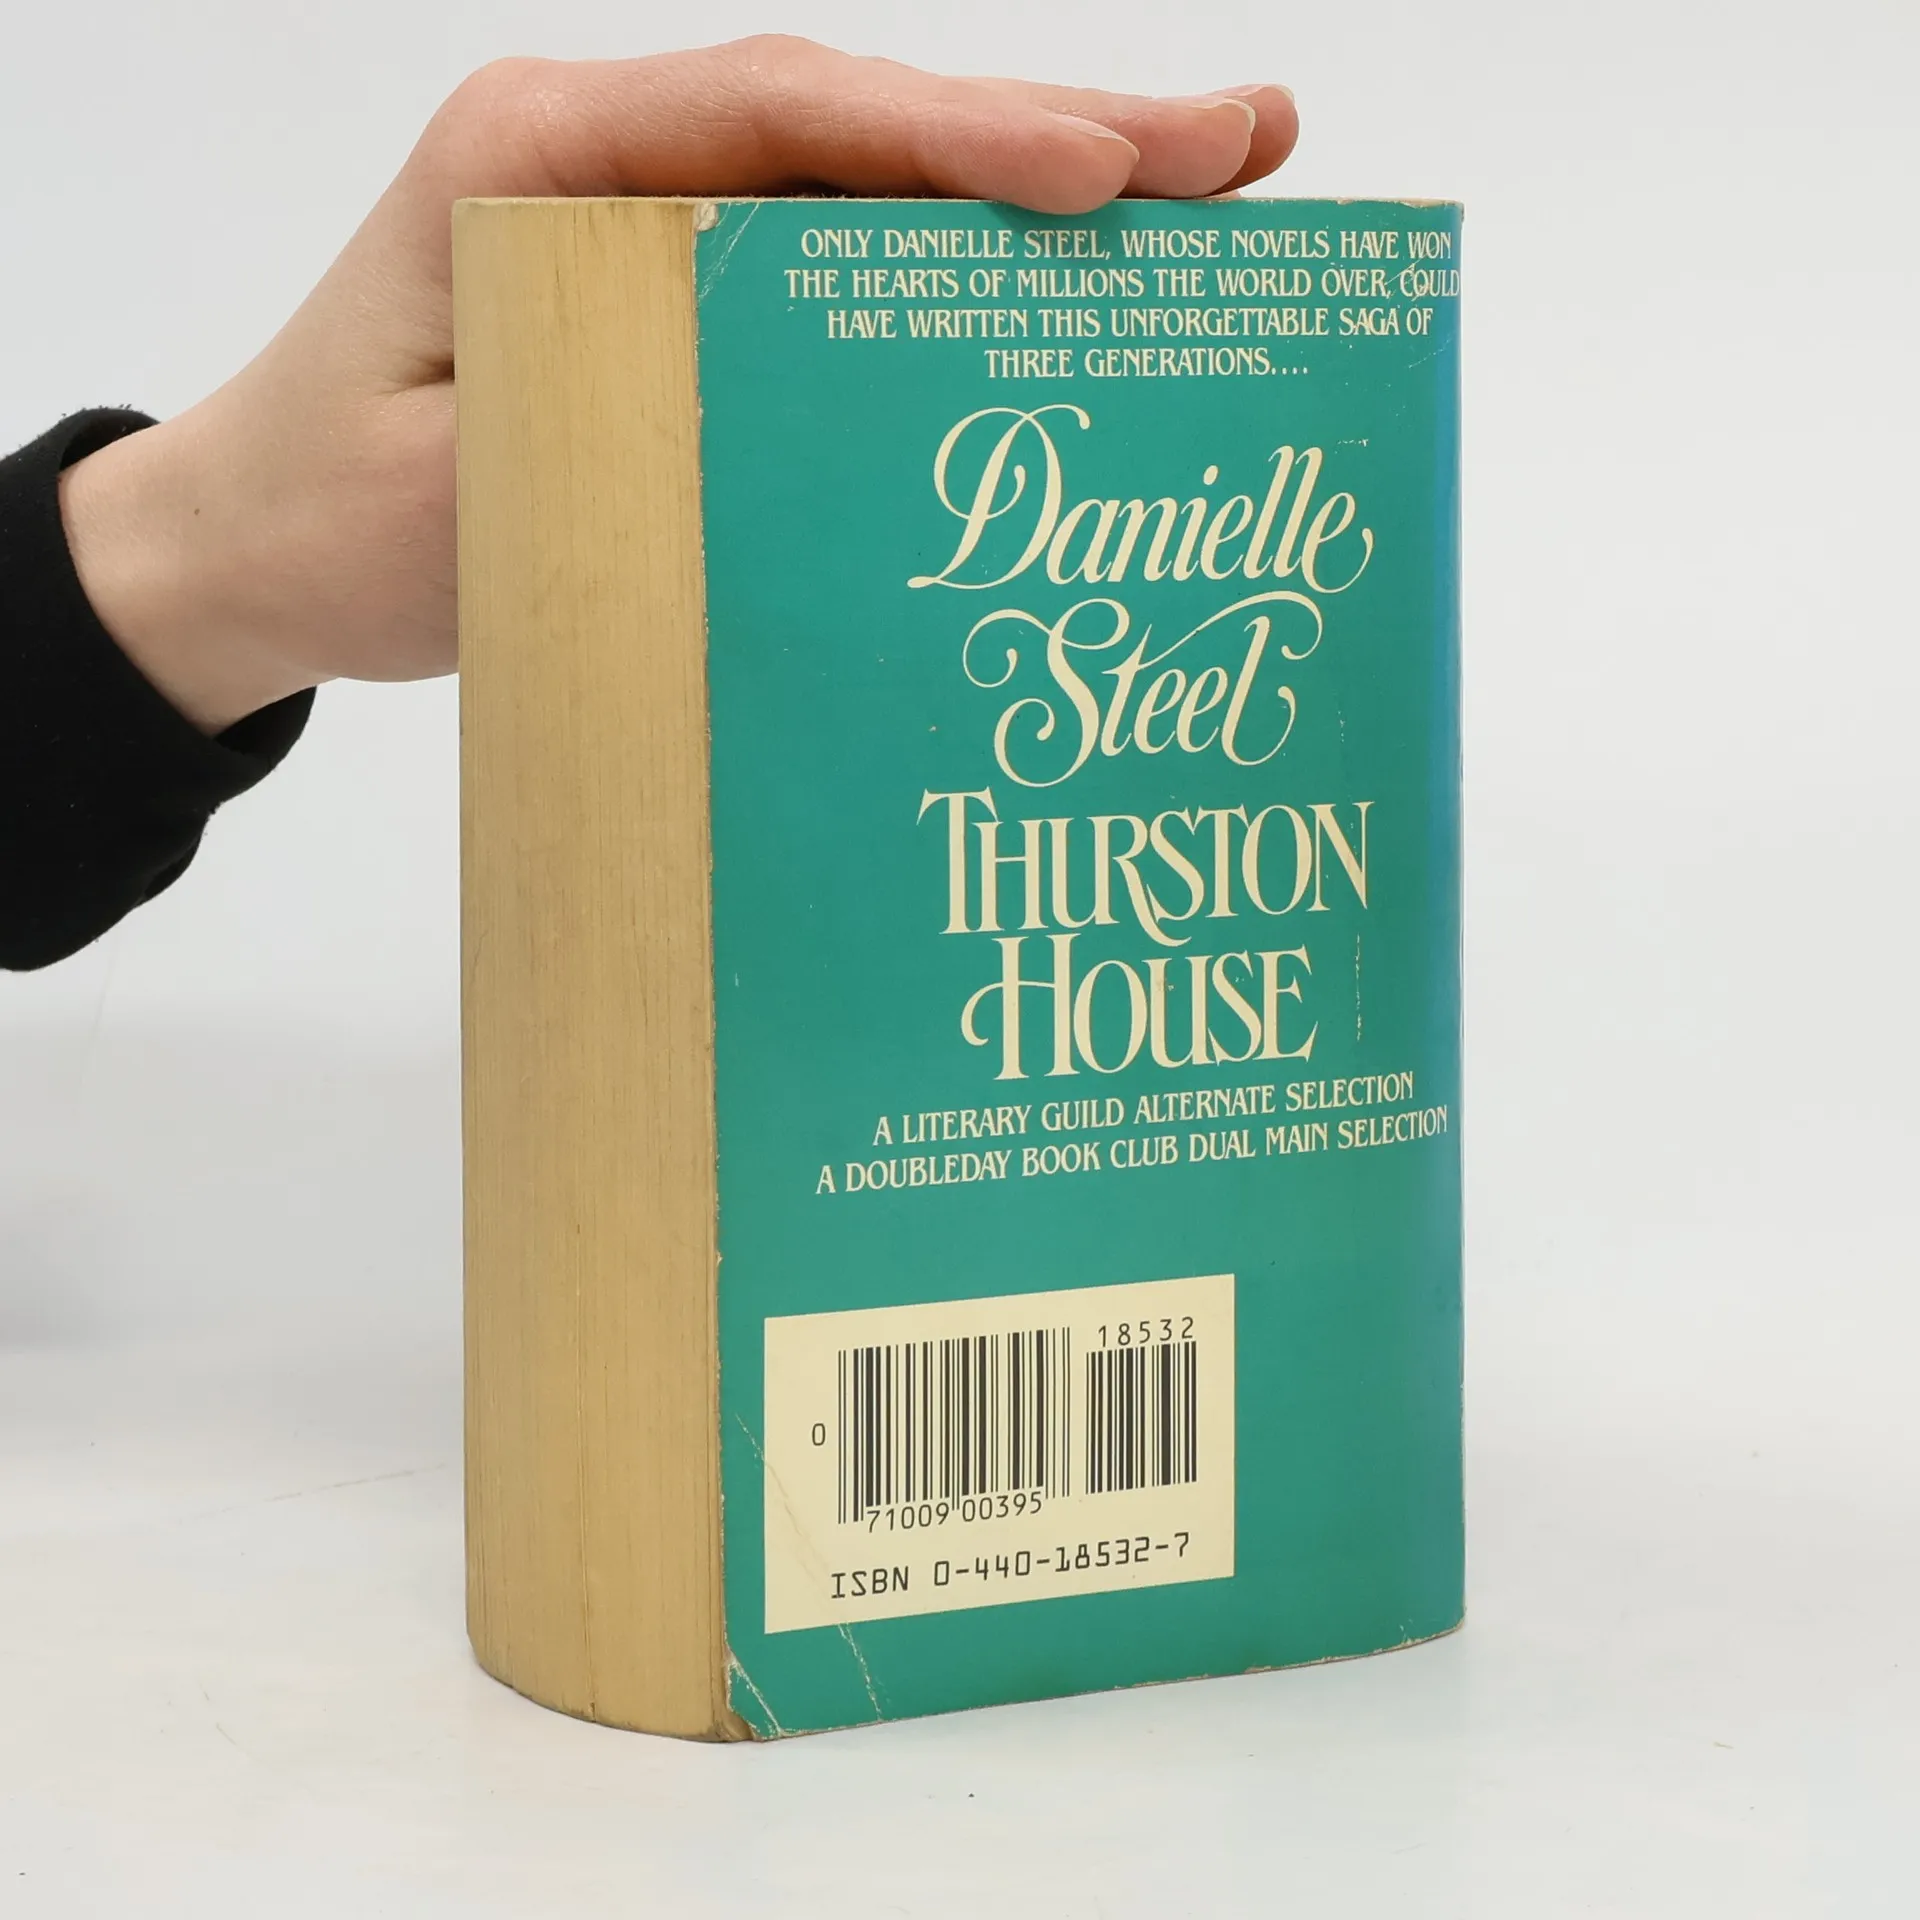 ONLY DANIELLE STEEL, WHOSE NOVELS HAVE WON
THE HEARTS OF MILLIONS THE WORLD OVER, COULD
HAVE WRITTEN THIS UNFORGETTABLE SAGA OF
THREE GENERATIONS....
Danielle
Steel
THURSTON
HOUSE
A LITERARY GUILD ALTERNATE SELECTION
A DOUBLEDAY BOOK CLUB DUAL MAIN SELECTION
18532
0
71009 00395
ISBN 0-440-18532-7